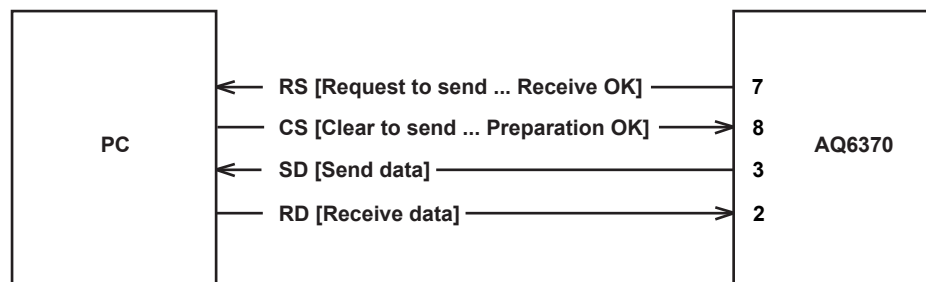 RS [Request to send ... Receive OK] 7
CS [Clear to send ... Preparation OK] 8
PC
AQ6370
SD [Send data] 3
RD [Receive data] 2